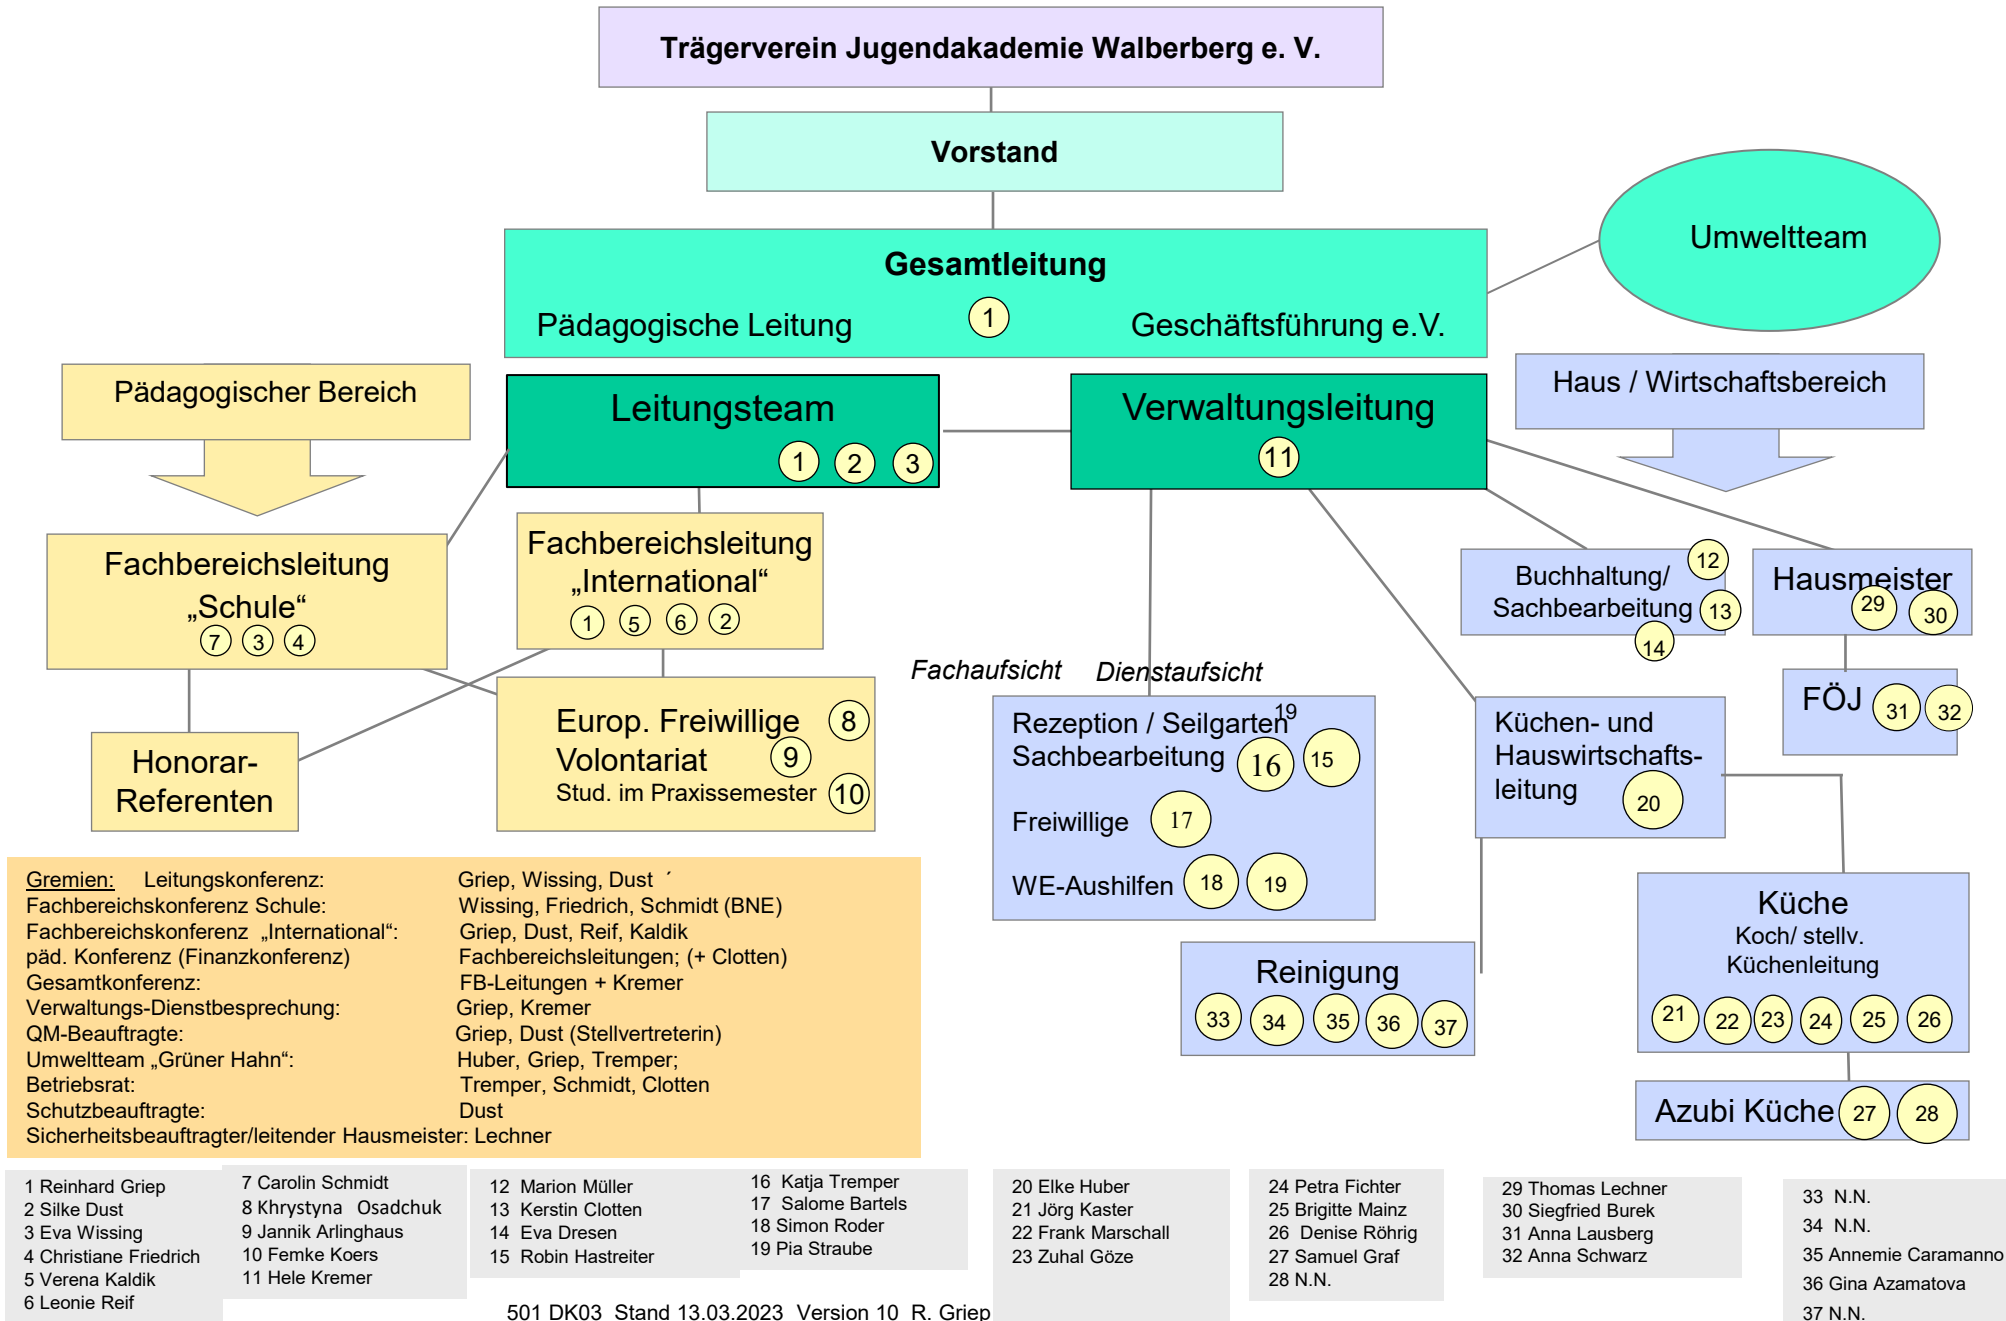 Trägerverein Jugendakademie Walberberg e. V.
Vorstand
Umweltteam
Gesamtleitung
Pädagogische Leitung 1 Geschäftsführung e.V.
Pädagogischer Bereich
Leitungsteam
1 2 3
Verwaltungsleitung
11
Haus / Wirtschaftsbereich
Fachbereichsleitung
„Schule“
7 3 4
Fachbereichsleitung
„International“
1 5 6 2
Buchhaltung/ 12
Sachbearbeitung 13
14
Hausmeister
29 30
Fachaufsicht Dienstaufsicht
FÖJ 31 32
Honorar-
Referenten
Europ. Freiwillige 8
Volontariat 9
Stud. im Praxissemester 10
Rezeption / Seilgarten 19
Sachbearbeitung 16 15
Freiwillige 17
WE-Aushilfen 18 19
Küchen- und
Hauswirtschafts-
leitung 20
Küche
Koch/ stellv.
Küchenleitung
21 22 23 24 25 26
Reinigung
33 34 35 36 37
Azubi Küche 27 28
Gremien: Leitungskonferenz: Griep, Wissing, Dust ´
Fachbereichskonferenz Schule: Wissing, Friedrich, Schmidt (BNE)
Fachbereichskonferenz „International“: Griep, Dust, Reif, Kaldik
päd. Konferenz (Finanzkonferenz) Fachbereichsleitungen; (+ Clotten)
Gesamtkonferenz: FB-Leitungen + Kremer
Verwaltungs-Dienstbesprechung: Griep, Kremer
QM-Beauftragte: Griep, Dust (Stellvertreterin)
Umweltteam „Grüner Hahn“: Huber, Griep, Tremper;
Betriebsrat: Tremper, Schmidt, Clotten
Schutzbeauftragte: Dust
Sicherheitsbeauftragter/leitender Hausmeister: Lechner
1 Reinhard Griep
2 Silke Dust
3 Eva Wissing
4 Christiane Friedrich
5 Verena Kaldik
6 Leonie Reif
7 Carolin Schmidt
8 Khrystyna Osadchuk
9 Jannik Arlinghaus
10 Femke Koers
11 Hele Kremer
12 Marion Müller
13 Kerstin Clotten
14 Eva Dresen
15 Robin Hastreiter
16 Katja Tremper
17 Salome Bartels
18 Simon Roder
19 Pia Straube
20 Elke Huber
21 Jörg Kaster
22 Frank Marschall
23 Zuhal Göze
24 Petra Fichter
25 Brigitte Mainz
26 Denise Röhrig
27 Samuel Graf
28 N.N.
29 Thomas Lechner
30 Siegfried Burek
31 Anna Lausberg
32 Anna Schwarz
33 N.N.
34 N.N.
35 Annemie Caramanno
36 Gina Azamatova
37 N.N.
501 DK03 Stand 13.03.2023 Version 10 R. Griep